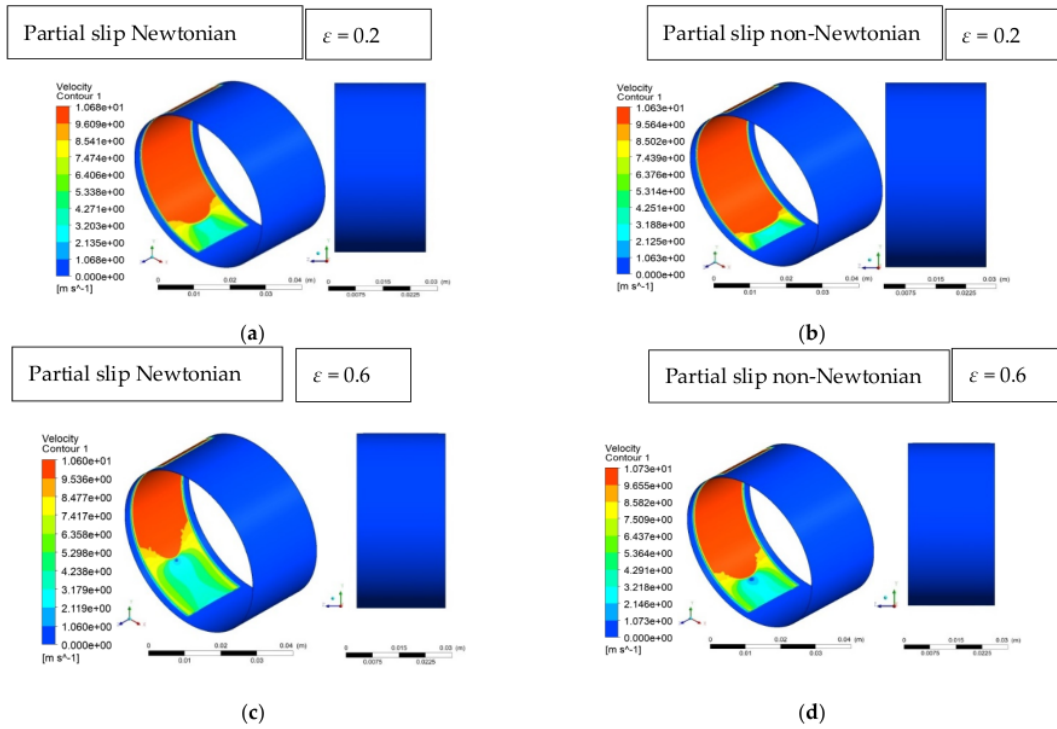 Partial slip Newtonian
ε = 0.2
Partial slip non-Newtonian
ε = 0.2
Velocity
Contour 1
1.068e+01
9.609e+00
8.541e+00
7.474e+00
6.406e+00
5.338e+00
4.271e+00
3.203e+00
2.135e+00
1.068e+00
0.000e+00
[m s^-1]
0 0.02 0.04 (m)
0.01 0.03
0 0.015 0.03 (m)
0.0075 0.0225
Velocity
Contour 1
1.063e+01
9.564e+00
8.502e+00
7.439e+00
6.376e+00
5.314e+00
4.251e+00
3.188e+00
2.125e+00
1.063e+00
0.000e+00
[m s^-1]
0 0.02 0.04 (m)
0.01 0.03
0 0.015 0.03 (m)
0.0075 0.0225
(a)
(b)
Partial slip Newtonian
ε = 0.6
Partial slip non-Newtonian
ε = 0.6
Velocity
Contour 1
1.060e+01
9.536e+00
8.477e+00
7.417e+00
6.358e+00
5.298e+00
4.238e+00
3.179e+00
2.119e+00
1.060e+00
0.000e+00
[m s^-1]
0 0.02 0.04 (m)
0.01 0.03
0 0.015 0.03 (m)
0.0075 0.0225
Velocity
Contour 1
1.073e+01
9.655e+00
8.582e+00
7.509e+00
6.437e+00
5.364e+00
4.291e+00
3.218e+00
2.146e+00
1.073e+00
0.000e+00
[m s^-1]
0 0.02 0.04 (m)
0.01 0.03
0 0.015 0.03 (m)
0.0075 0.0225
(c)
(d)